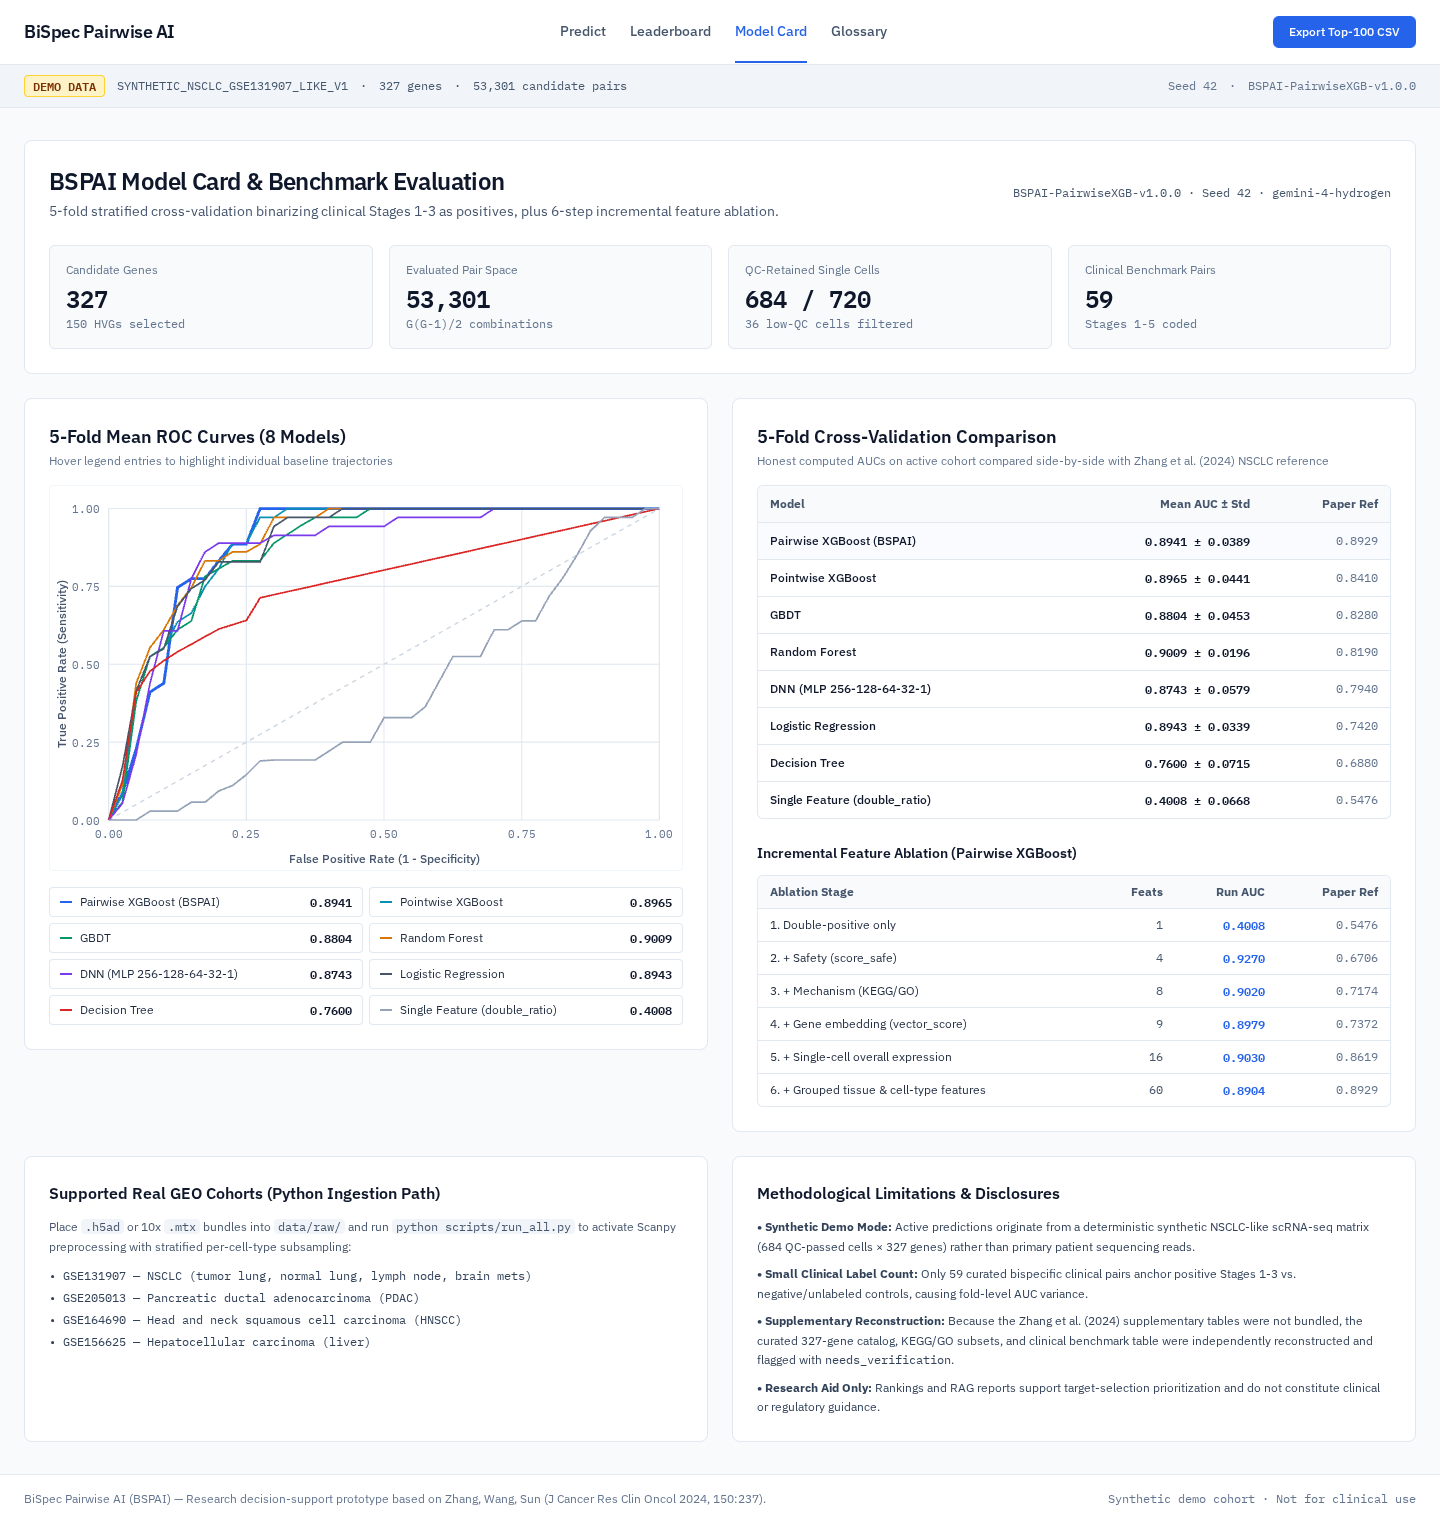 BiSpec Pairwise AI
Predict Leaderboard Model Card Glossary
Export Top-100 CSV
DEMO DATA SYNTHETIC_NSCLC_GSE131907_LIKE_V1 · 327 genes · 53,301 candidate pairs
Seed 42 · BSPAI-PairwiseXGB-v1.0.0
BSPAI Model Card & Benchmark Evaluation
5-fold stratified cross-validation binarizing clinical Stages 1-3 as positives, plus 6-step incremental feature ablation.
BSPAI-PairwiseXGB-v1.0.0 · Seed 42 · gemini-4-hydrogen
Candidate Genes
327
150 HVGs selected
Evaluated Pair Space
53,301
G(G-1)/2 combinations
QC-Retained Single Cells
684 / 720
36 low-QC cells filtered
Clinical Benchmark Pairs
59
Stages 1-5 coded
5-Fold Mean ROC Curves (8 Models)
Hover legend entries to highlight individual baseline trajectories
True Positive Rate (Sensitivity)
1.00
0.75
0.50
0.25
0.00
0.00 0.25 0.50 0.75 1.00
False Positive Rate (1 - Specificity)
Pairwise XGBoost (BSPAI) 0.8941
Pointwise XGBoost 0.8965
GBDT 0.8804
Random Forest 0.9009
DNN (MLP 256-128-64-32-1) 0.8743
Logistic Regression 0.8943
Decision Tree 0.7600
Single Feature (double_ratio) 0.4008
5-Fold Cross-Validation Comparison
Honest computed AUCs on active cohort compared side-by-side with Zhang et al. (2024) NSCLC reference
Model Mean AUC ± Std Paper Ref
Pairwise XGBoost (BSPAI) 0.8941 ± 0.0389 0.8929
Pointwise XGBoost 0.8965 ± 0.0441 0.8410
GBDT 0.8804 ± 0.0453 0.8280
Random Forest 0.9009 ± 0.0196 0.8190
DNN (MLP 256-128-64-32-1) 0.8743 ± 0.0579 0.7940
Logistic Regression 0.8943 ± 0.0339 0.7420
Decision Tree 0.7600 ± 0.0715 0.6880
Single Feature (double_ratio) 0.4008 ± 0.0668 0.5476
Incremental Feature Ablation (Pairwise XGBoost)
Ablation Stage Feats Run AUC Paper Ref
1. Double-positive only 1 0.4008 0.5476
2. + Safety (score_safe) 4 0.9270 0.6706
3. + Mechanism (KEGG/GO) 8 0.9020 0.7174
4. + Gene embedding (vector_score) 9 0.8979 0.7372
5. + Single-cell overall expression 16 0.9030 0.8619
6. + Grouped tissue & cell-type features 60 0.8904 0.8929
Supported Real GEO Cohorts (Python Ingestion Path)
Place .h5ad or 10x .mtx bundles into data/raw/ and run python scripts/run_all.py to activate Scanpy
preprocessing with stratified per-cell-type subsampling:
• GSE131907 — NSCLC (tumor lung, normal lung, lymph node, brain mets)
• GSE205013 — Pancreatic ductal adenocarcinoma (PDAC)
• GSE164690 — Head and neck squamous cell carcinoma (HNSCC)
• GSE156625 — Hepatocellular carcinoma (liver)
Methodological Limitations & Disclosures
• Synthetic Demo Mode: Active predictions originate from a deterministic synthetic NSCLC-like scRNA-seq matrix
(684 QC-passed cells × 327 genes) rather than primary patient sequencing reads.
• Small Clinical Label Count: Only 59 curated bispecific clinical pairs anchor positive Stages 1-3 vs.
negative/unlabeled controls, causing fold-level AUC variance.
• Supplementary Reconstruction: Because the Zhang et al. (2024) supplementary tables were not bundled, the
curated 327-gene catalog, KEGG/GO subsets, and clinical benchmark table were independently reconstructed and
flagged with needs_verification.
• Research Aid Only: Rankings and RAG reports support target-selection prioritization and do not constitute clinical
or regulatory guidance.
BiSpec Pairwise AI (BSPAI) — Research decision-support prototype based on Zhang, Wang, Sun (J Cancer Res Clin Oncol 2024, 150:237).
Synthetic demo cohort · Not for clinical use